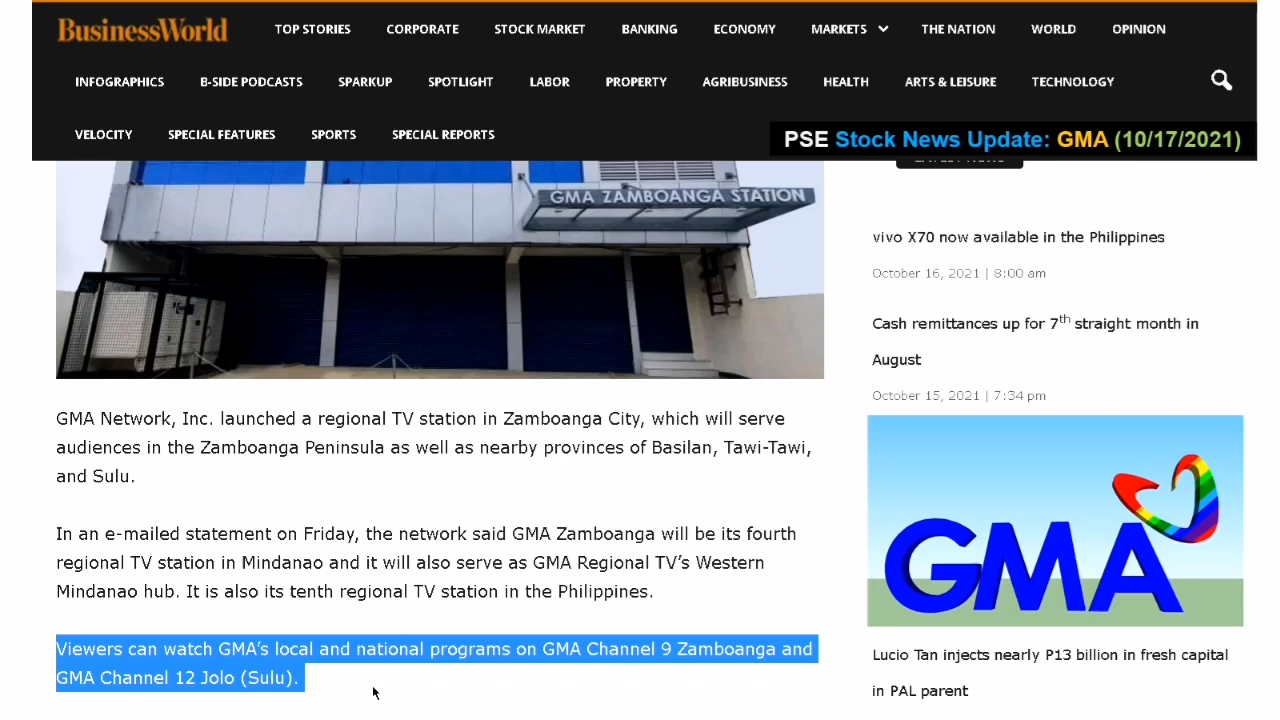 BusinessWorld
TOP STORIES CORPORATE STOCK MARKET BANKING ECONOMY MARKETS THE NATION WORLD OPINION
INFOGRAPHICS B-SIDE PODCASTS SPARKUP SPOTLIGHT LABOR PROPERTY AGRIBUSINESS HEALTH ARTS & LEISURE TECHNOLOGY
VELOCITY SPECIAL FEATURES SPORTS SPECIAL REPORTS
PSE Stock News Update: GMA (10/17/2021)
GMA ZAMBOANGA STATION
GMA Network, Inc. launched a regional TV station in Zamboanga City, which will serve
audiences in the Zamboanga Peninsula as well as nearby provinces of Basilan, Tawi-Tawi,
and Sulu.
In an e-mailed statement on Friday, the network said GMA Zamboanga will be its fourth
regional TV station in Mindanao and it will also serve as GMA Regional TV’s Western
Mindanao hub. It is also its tenth regional TV station in the Philippines.
Viewers can watch GMA’s local and national programs on GMA Channel 9 Zamboanga and
GMA Channel 12 Jolo (Sulu).
LATEST NEWS
vivo X70 now available in the Philippines
October 16, 2021 | 8:00 am
Cash remittances up for 7th straight month in
August
October 15, 2021 | 7:34 pm
GMA
Lucio Tan injects nearly P13 billion in fresh capital
in PAL parent